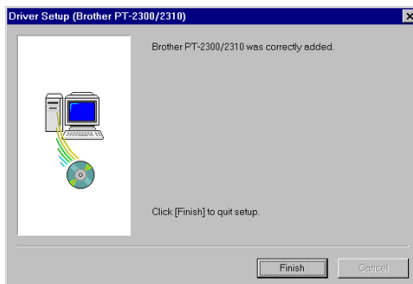 Driver Setup (Brother PT-2300/2310)
Brother PT-2300/2310 was correctly added.
Click [Finish] to quit setup.
Finish
Cancel